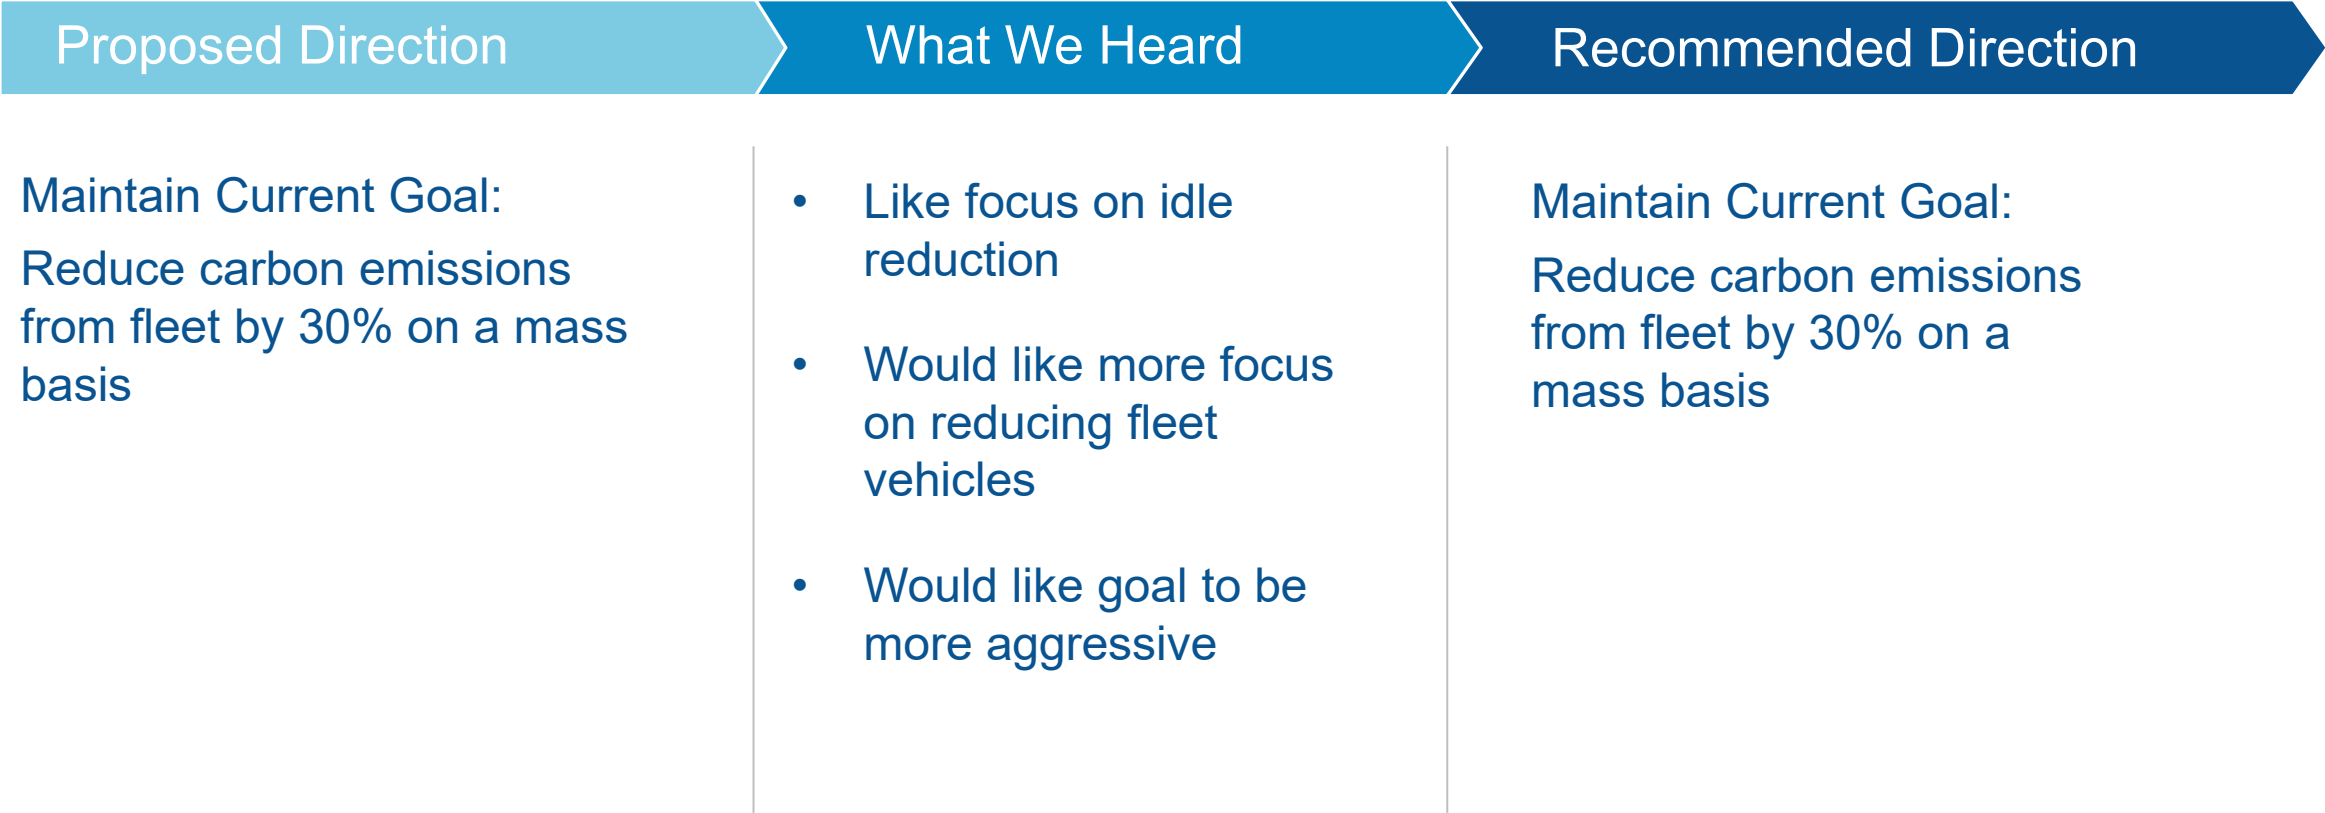 Proposed Direction
What We Heard
Recommended Direction
Maintain Current Goal:
Reduce carbon emissions
from fleet by 30% on a mass
basis
• Like focus on idle
reduction
• Would like more focus
on reducing fleet
vehicles
• Would like goal to be
more aggressive
Maintain Current Goal:
Reduce carbon emissions
from fleet by 30% on a
mass basis